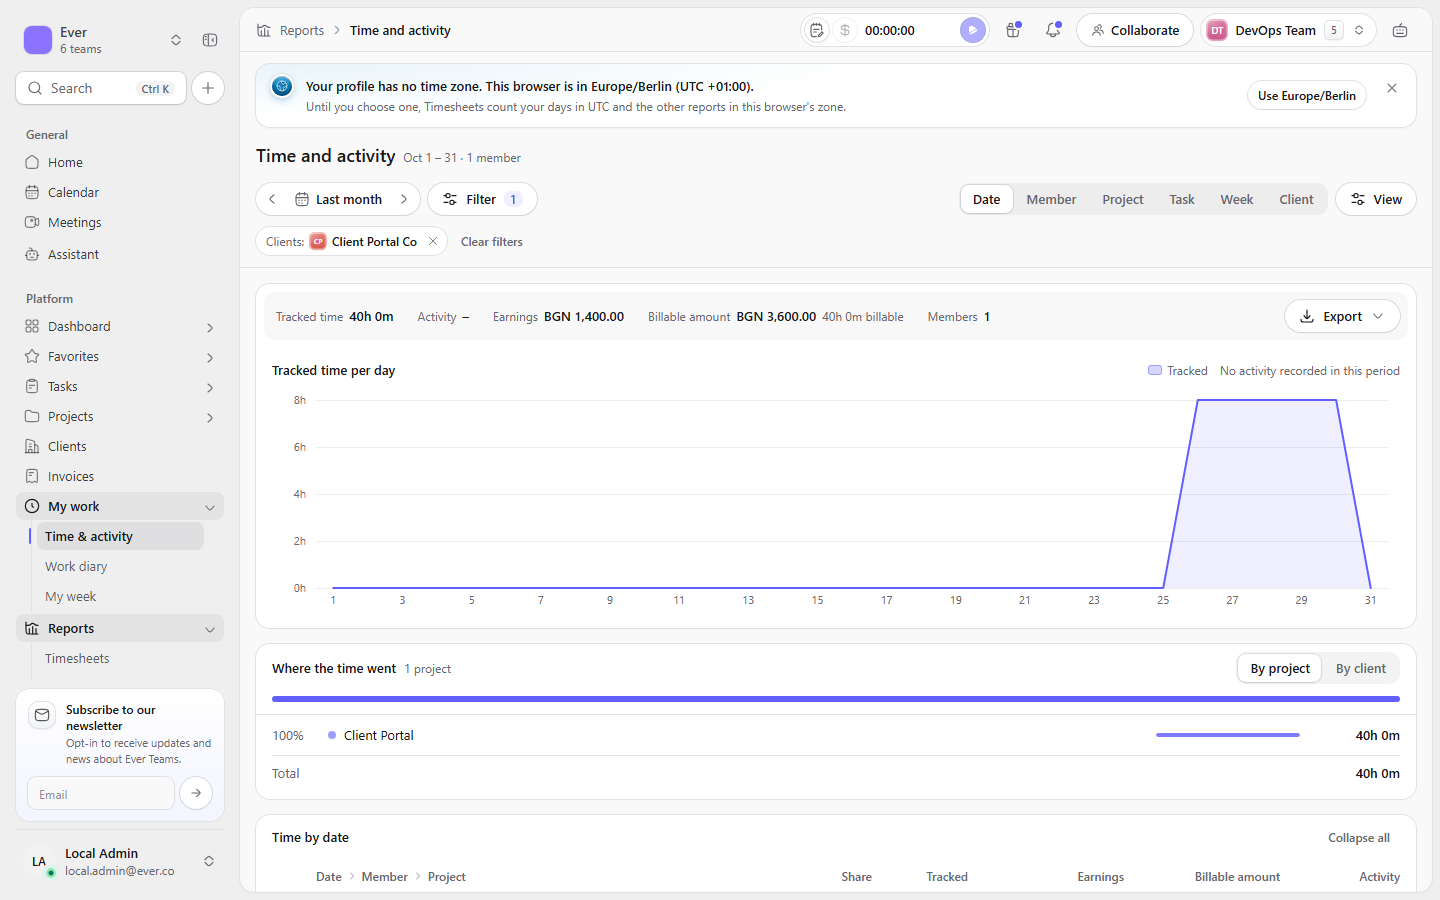 Ever
6 teams
Search
Ctrl K
General
Home
Calendar
Meetings
Assistant
Platform
Dashboard
Favorites
Tasks
Projects
Clients
Invoices
My work
Time & activity
Work diary
My week
Reports
Timesheets
Subscribe to our
newsletter
Opt-in to receive updates and
news about Ever Teams.
Email
LA
Local Admin
local.admin@ever.co
Reports
Time and activity
$
00:00:00
Collaborate
DT
DevOps Team
5
Your profile has no time zone. This browser is in Europe/Berlin (UTC +01:00).
Until you choose one, Timesheets count your days in UTC and the other reports in this browser's zone.
Use Europe/Berlin
Time and activity Oct 1 – 31 · 1 member
Last month
Filter 1
Date Member Project Task Week Client
View
Clients: CP Client Portal Co
Clear filters
Tracked time 40h 0m Activity – Earnings BGN 1,400.00 Billable amount BGN 3,600.00 40h 0m billable Members 1
Export
Tracked time per day
Tracked No activity recorded in this period
8h
6h
4h
2h
0h
1 3 5 7 9 11 13 15 17 19 21 23 25 27 29 31
Where the time went 1 project
By project By client
100% Client Portal 40h 0m
Total 40h 0m
Time by date
Collapse all
Date Member Project Share Tracked Earnings Billable amount Activity